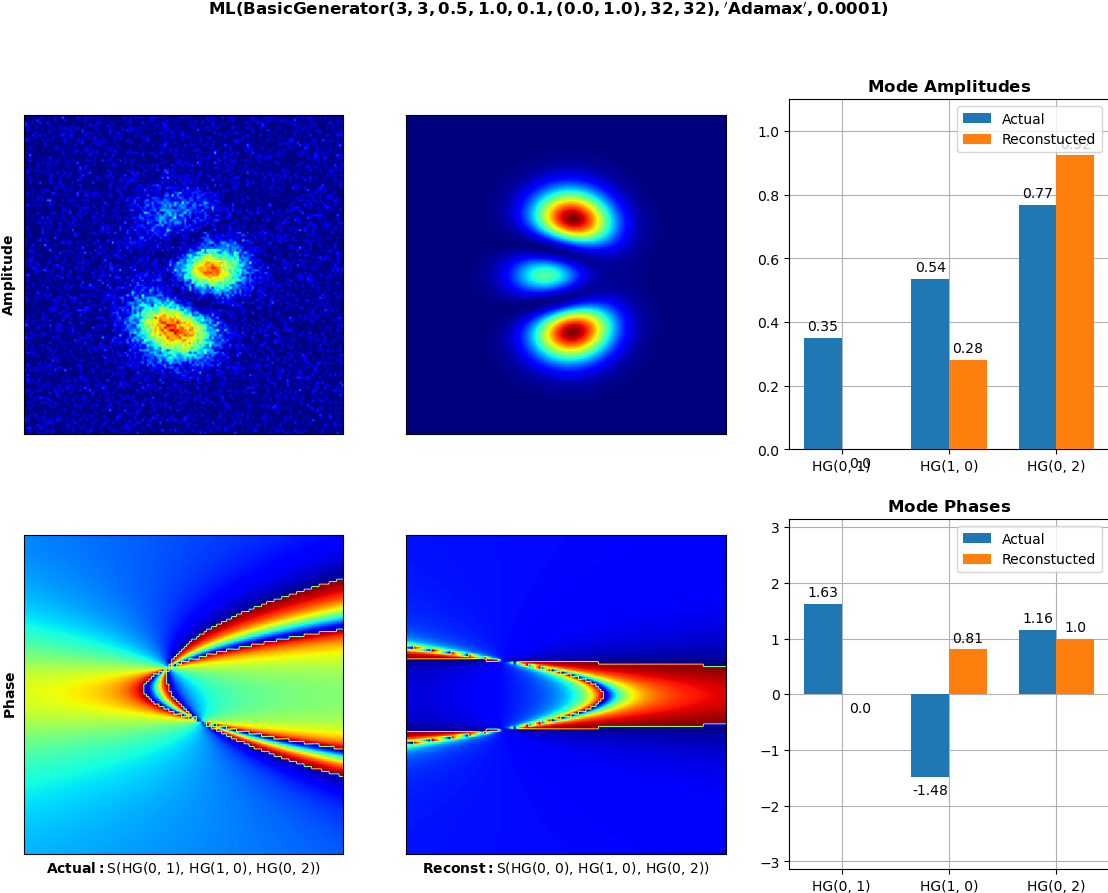 ML(BasicGenerator(3, 3, 0.5, 1.0, 0.1, (0.0, 1.0), 32, 32), ′Adamax′, 0.0001)
Amplitude
Mode Amplitudes
Actual
Reconstucted
1.0
0.8
0.6
0.4
0.2
0.0
0.35
0.0
0.54
0.28
0.77
0.92
HG(0, 1)
HG(1, 0)
HG(0, 2)
Phase
Actual: S(HG(0, 1), HG(1, 0), HG(0, 2))
Reconst: S(HG(0, 0), HG(1, 0), HG(0, 2))
Mode Phases
Actual
Reconstucted
3
2
1
0
−1
−2
−3
1.63
0.0
-1.48
0.81
1.16
1.0
HG(0, 1)
HG(1, 0)
HG(0, 2)